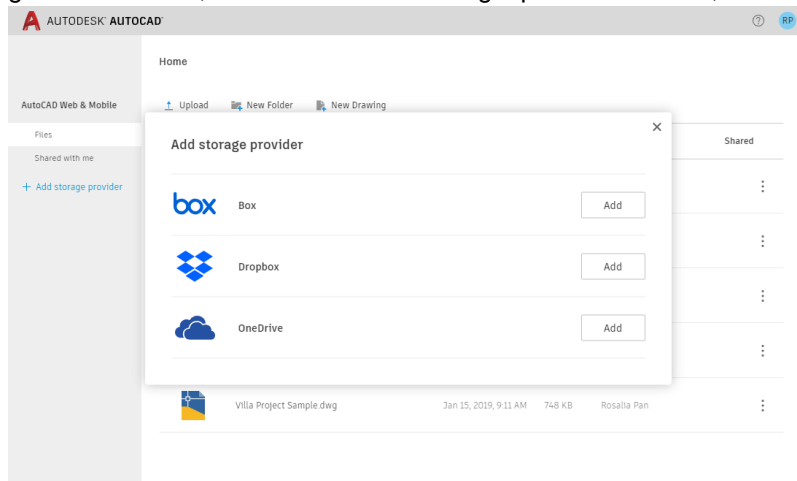 AUTODESK® AUTOCAD®
RP
Home
AutoCAD Web & Mobile
Upload New Folder New Drawing
Files
Shared with me
+ Add storage provider
Add storage provider
Shared
box Box Add
Dropbox Add
OneDrive Add
Villa Project Sample.dwg Jan 15, 2019, 9:11 AM 748 KB Rosalia Pan